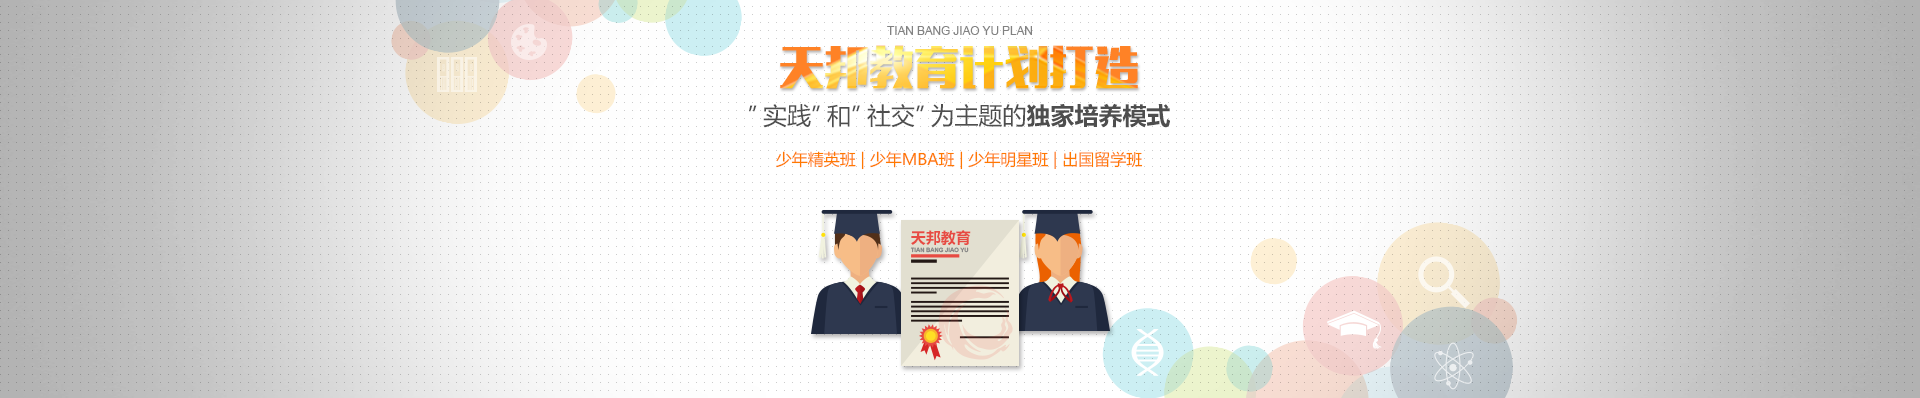 TIAN BANG JIAO YU PLAN
天邦教育计划打造
”实践”和”社交”为主题的独家培养模式
少年精英班 | 少年MBA班 | 少年明星班 | 出国留学班
天邦教育
TIAN BANG JIAO YU